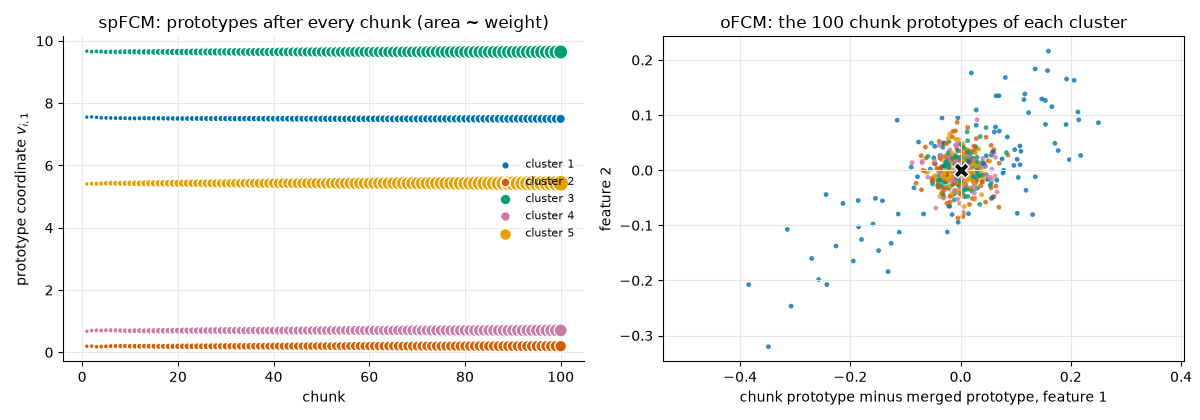 spFCM: prototypes after every chunk (area ~ weight)
10
8
6
4
2
0
prototype coordinate v_{i,1}
0 20 40 60 80 100
chunk
cluster 1
cluster 2
cluster 3
cluster 4
cluster 5
oFCM: the 100 chunk prototypes of each cluster
0.2
0.1
0.0
−0.1
−0.2
−0.3
feature 2
−0.4 −0.2 0.0 0.2 0.4
chunk prototype minus merged prototype, feature 1